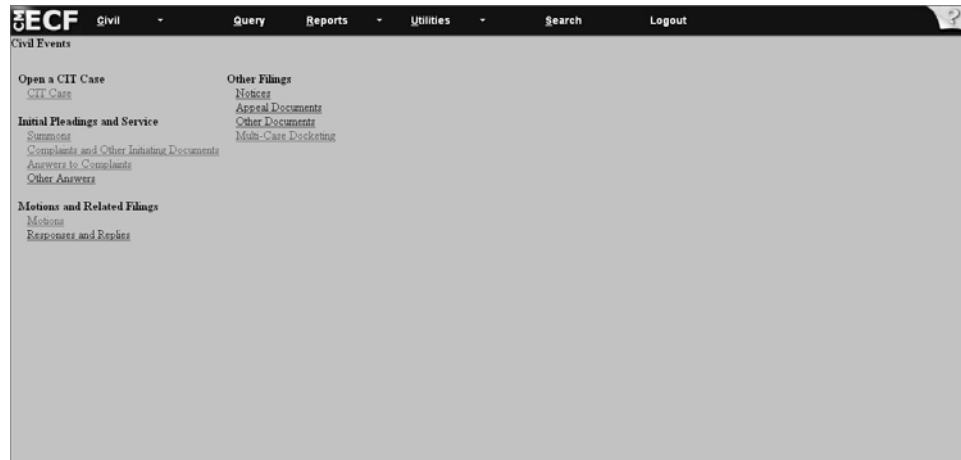 CM ECF Civil Query Reports Utilities Search Logout ?
Civil Events
Open a CIT Case
CIT Case
Initial Pleadings and Service
Summons
Complaints and Other Initiating Documents
Answers to Complaints
Other Answers
Motions and Related Filings
Motions
Responses and Replies
Other Filings
Notices
Appeal Documents
Other Documents
Multi-Case Docketing